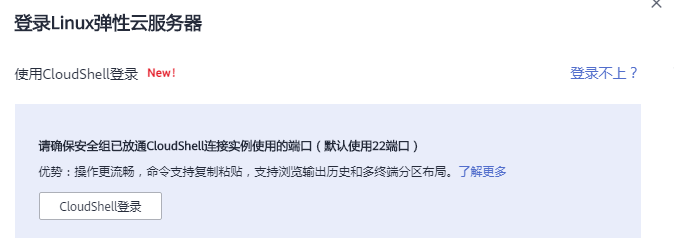 登录Linux弹性云服务器
使用CloudShell登录 New! 登录不上？
请确保安全组已放通CloudShell连接实例使用的端口（默认使用22端口）
优势：操作更流畅，命令支持复制粘贴，支持浏览输出历史和多终端分区布局。了解更多
CloudShell登录